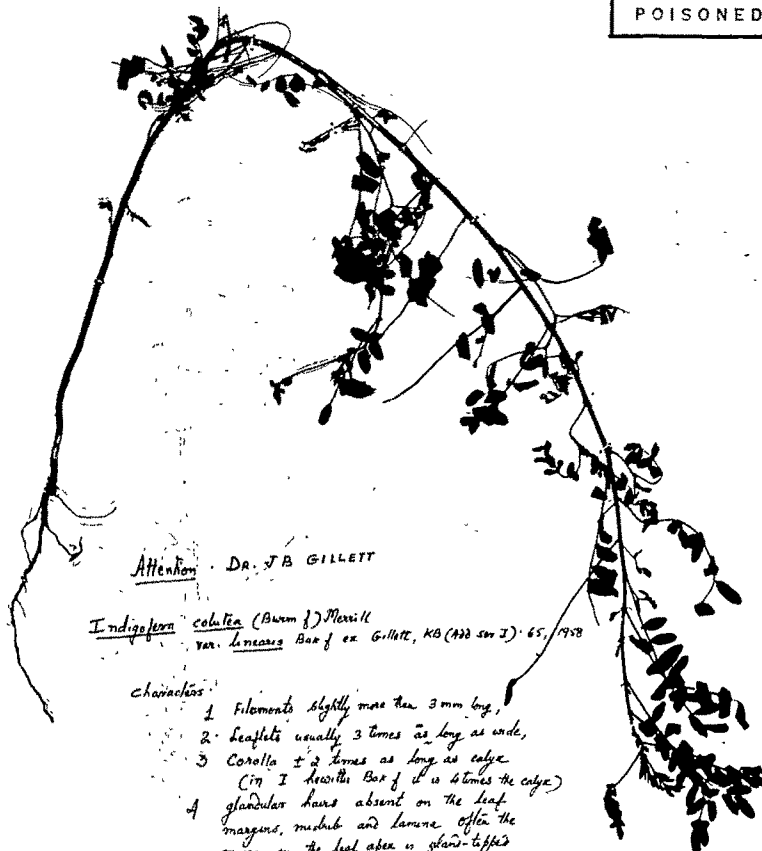 POISONED
Attention · DR. J B GILLETT
Indigofera colutea (Burm f) Merrill
var. linearis Bak f ex Gillett, KB (Add ser I) · 65, 1958
Characters ·
1 Filaments slightly more than 3 mm long,
2 · Leaflets usually 3 times as long as wide,
3 Corolla ± 2 times as long as calyx
(in I Bak f it is 4 times the calyx)
4 glandular hairs absent on the leaf
margins, midrib and lamina often the
on the leaf apex is gland-tipped